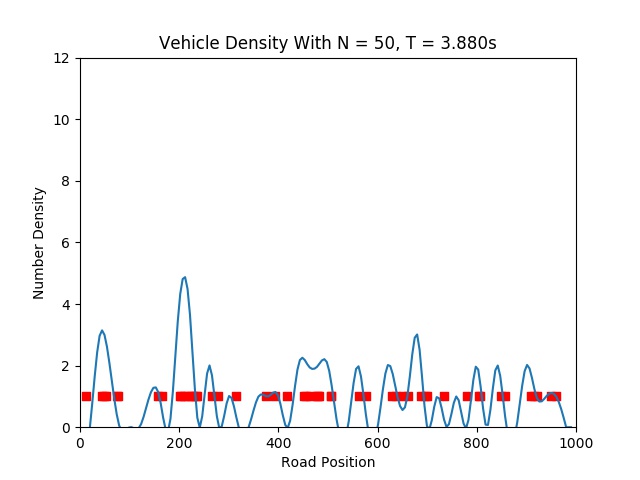 Vehicle Density With N = 50, T = 3.880s
12
10
8
6
4
2
0
Number Density
0 200 400 600 800 1000
Road Position